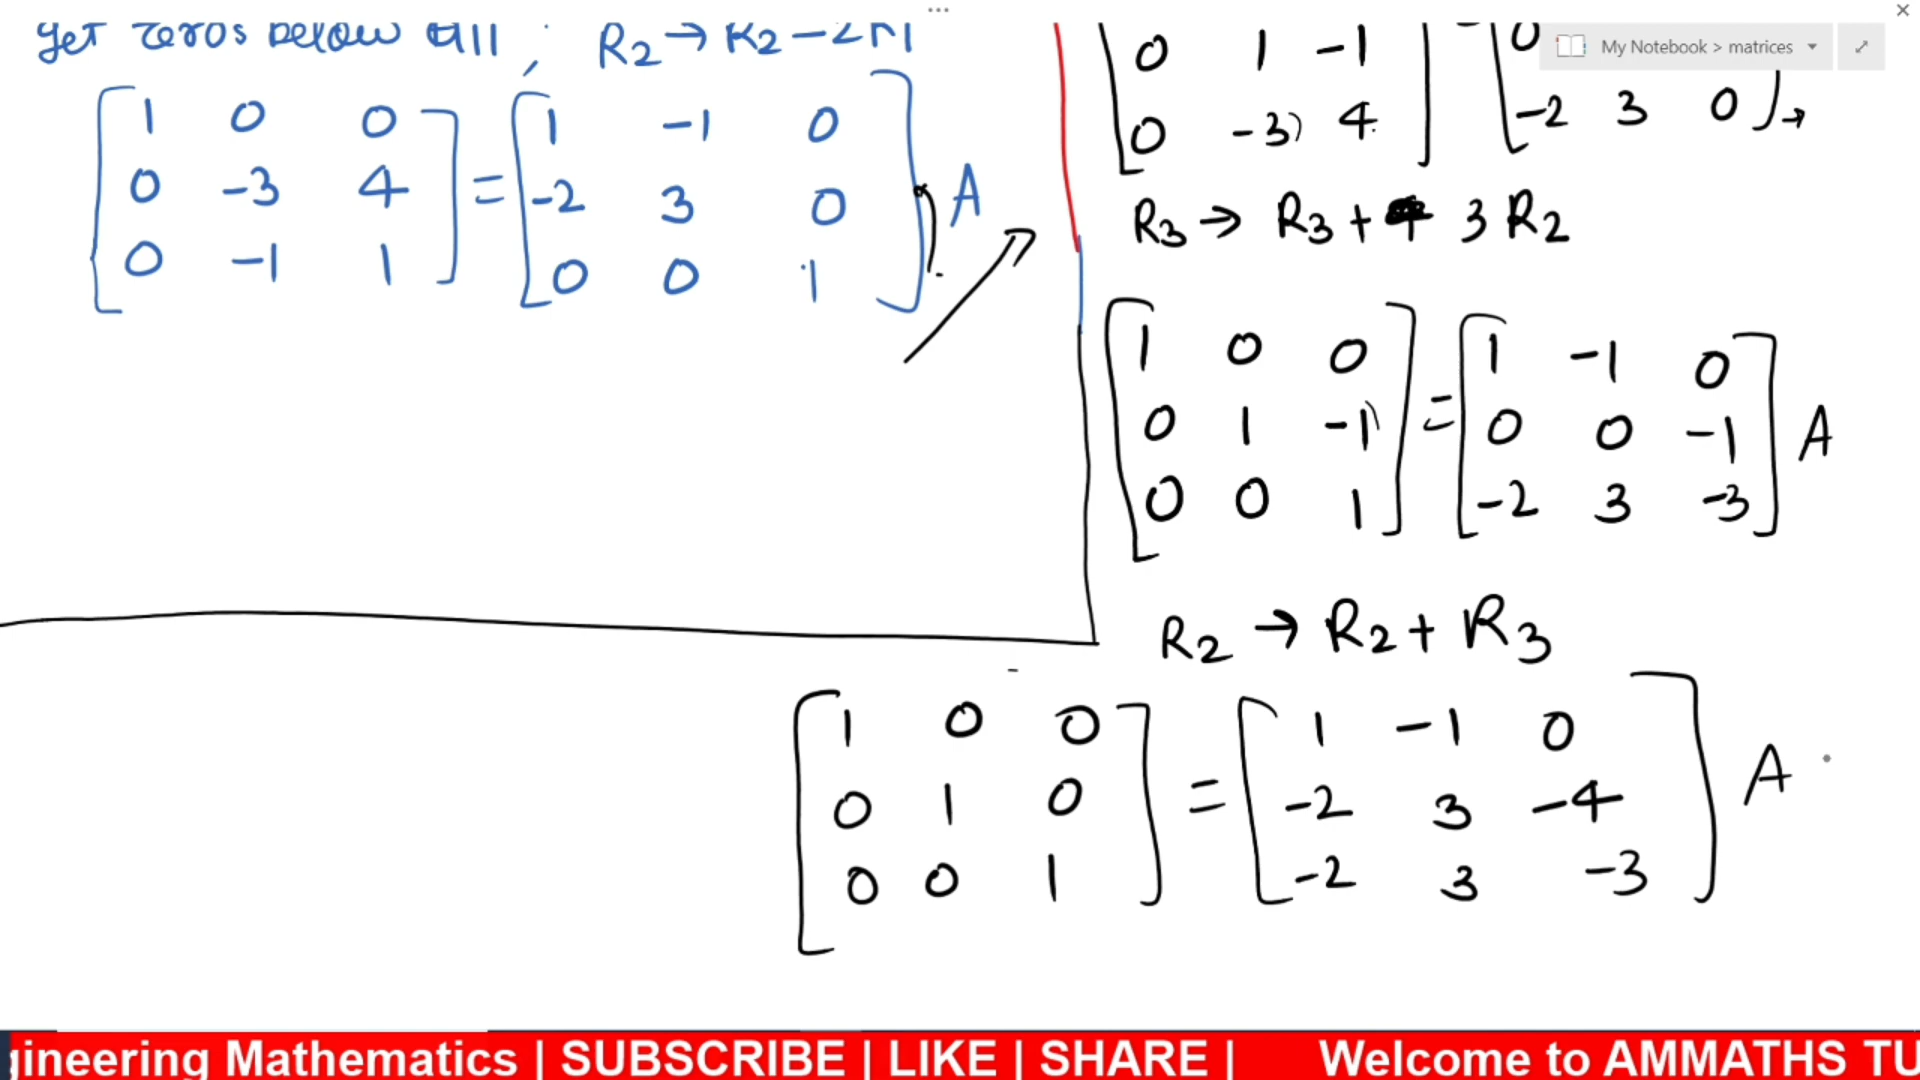 get zeros below a11 ; R2 → R2 - 2R1
[ 1 0 0 ] = [ 1 -1 0 ] A
[ 0 -3 4 ] [ -2 3 0 ]
[ 0 -1 1 ] [ 0 0 1 ]
My Notebook > matrices
0 1 -1 0
0 -3 4 -2 3 0
R3 → R3 + 3 R2
[ 1 0 0 ] = [ 1 -1 0 ] A
[ 0 1 -1 ] [ 0 0 -1 ]
[ 0 0 1 ] [ -2 3 -3 ]
R2 → R2 + R3
[ 1 0 0 ] = [ 1 -1 0 ] A
[ 0 1 0 ] [ -2 3 -4 ]
[ 0 0 1 ] [ -2 3 -3 ]
gineering Mathematics | SUBSCRIBE | LIKE | SHARE | Welcome to AMMATHS TU